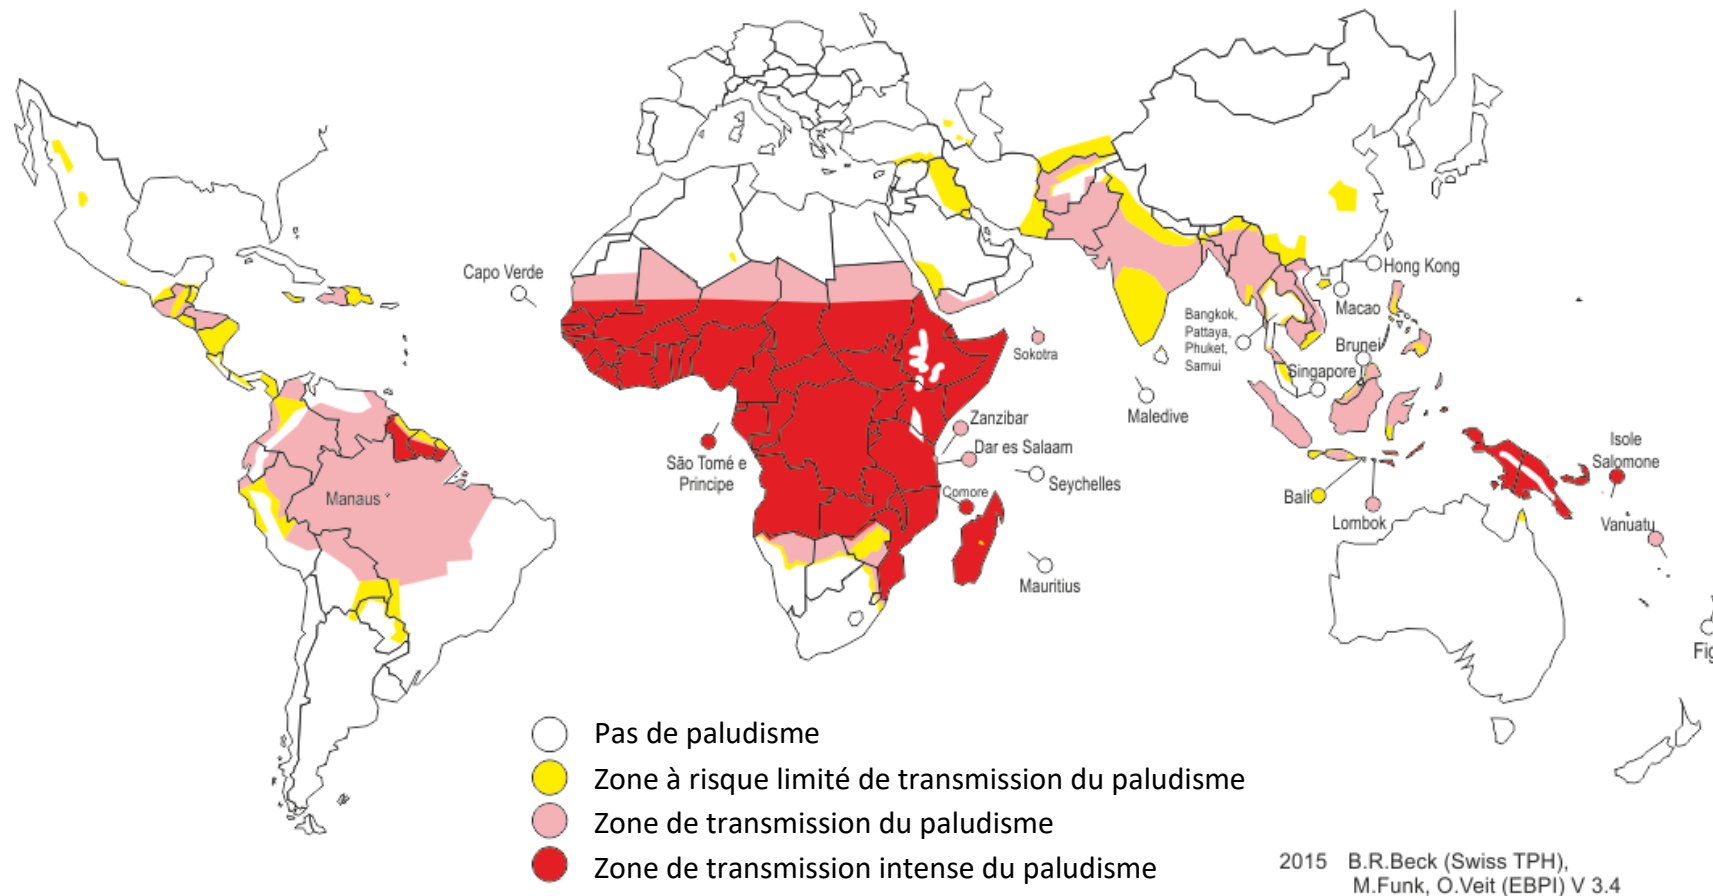 Capo Verde
Hong Kong
Macao
Bangkok,
Pattaya,
Phuket,
Samui
Brunei
Singapore
Sokotra
Maledive
Zanzibar
Dar es Salaam
São Tomé e
Principe
Seychelles
Comore
Isole
Salomone
Manaus
Bali
Lombok
Vanuatu
Mauritius
Fig
Pas de paludisme
Zone à risque limité de transmission du paludisme
Zone de transmission du paludisme
Zone de transmission intense du paludisme
2015 B.R.Beck (Swiss TPH),
M.Funk, O.Veit (EBPI) V 3.4